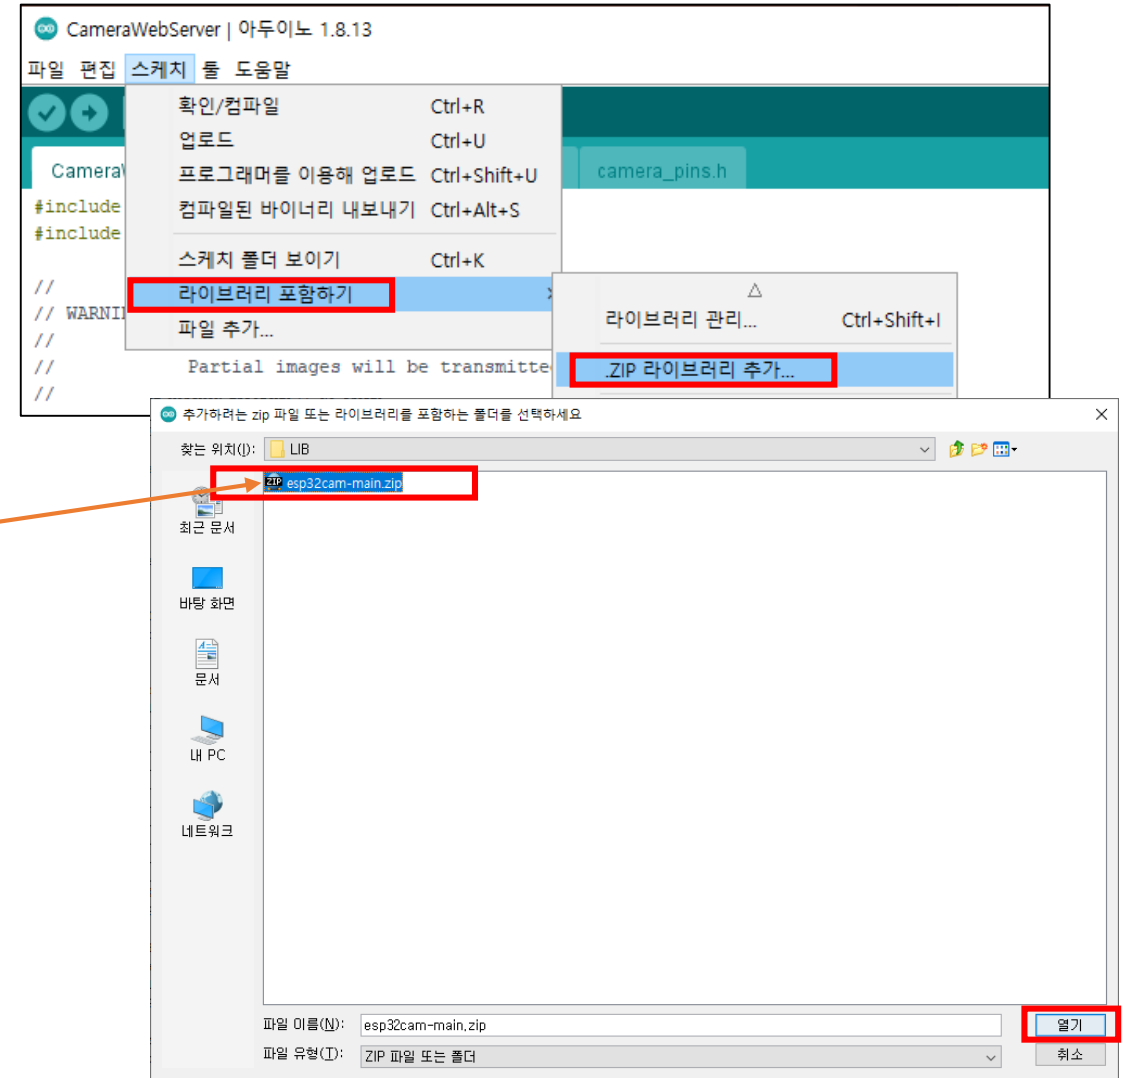 CameraWebServer | 아두이노 1.8.13
파일 편집 스케치 툴 도움말
확인/컴파일 Ctrl+R
업로드 Ctrl+U
프로그래머를 이용해 업로드 Ctrl+Shift+U
컴파일된 바이너리 내보내기 Ctrl+Alt+S
스케치 폴더 보이기 Ctrl+K
라이브러리 포함하기
파일 추가...
camera_pins.h
#include
#include
//
//
//
// Partial images will be transmitte
//
라이브러리 관리... Ctrl+Shift+I
.ZIP 라이브러리 추가...
추가하려는 zip 파일 또는 라이브러리를 포함하는 폴더를 선택하세요
찾는 위치(I): LIB
ZIP esp32cam-main.zip
최근 문서
바탕 화면
문서
내 PC
네트워크
파일 이름(N): esp32cam-main.zip 열기
파일 유형(T): ZIP 파일 또는 폴더 취소